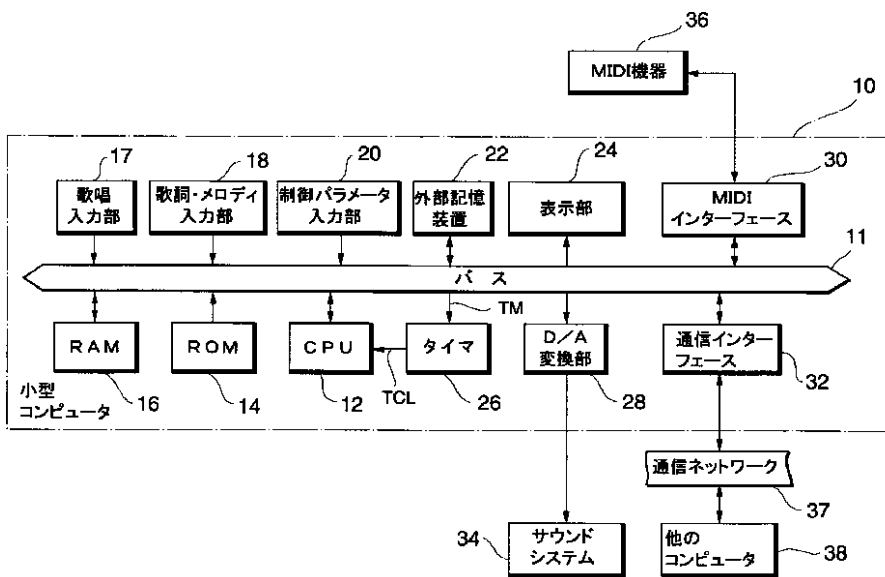 36
MIDI機器
10
17
18
20
22
24
30
歌唱
入力部
歌詞・メロディ
入力部
制御パラメータ
入力部
外部記憶
装置
表示部
MIDI
インターフェース
11
バス
TM
RAM
ROM
CPU
タイマ
D/A
変換部
通信インター
フェース
TCL
小型
コンピュータ
16
14
12
26
28
32
通信ネットワーク
37
34
サウンド
システム
他の
コンピュータ
38